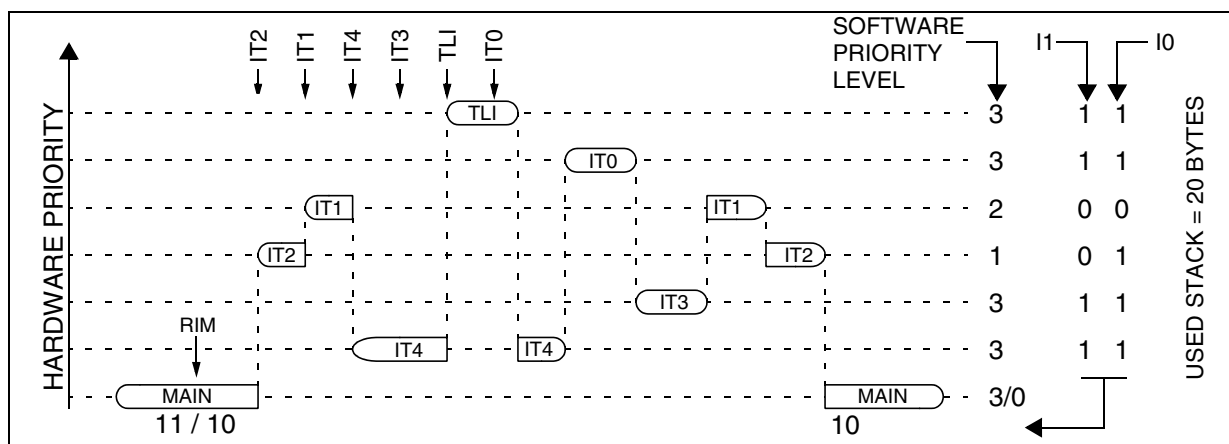 IT2
IT1
IT4
IT3
TLI
IT0
SOFTWARE
PRIORITY
LEVEL
I1
I0
HARDWARE PRIORITY
TLI
3
1 1
IT0
3
1 1
IT1
IT1
2
0 0
IT2
IT2
1
0 1
IT3
3
1 1
RIM
IT4
IT4
3
1 1
MAIN
MAIN
3/0
11 / 10
10
USED STACK = 20 BYTES